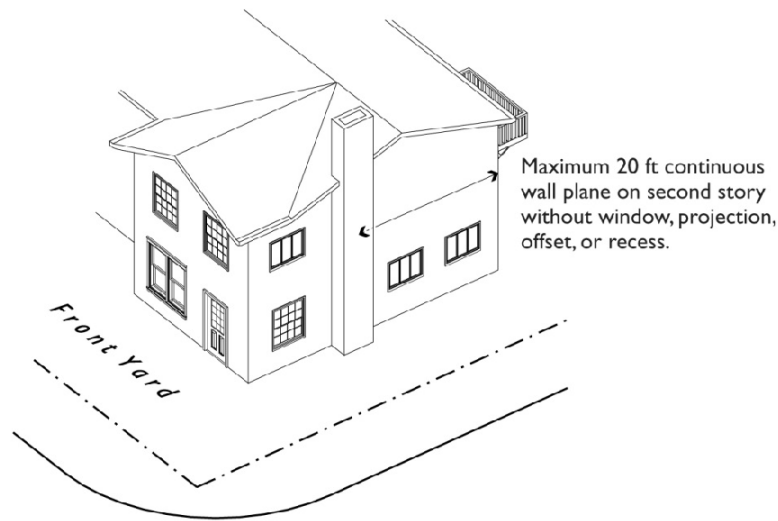 Maximum 20 ft continuous
wall plane on second story
without window, projection,
offset, or recess.
Front Yard